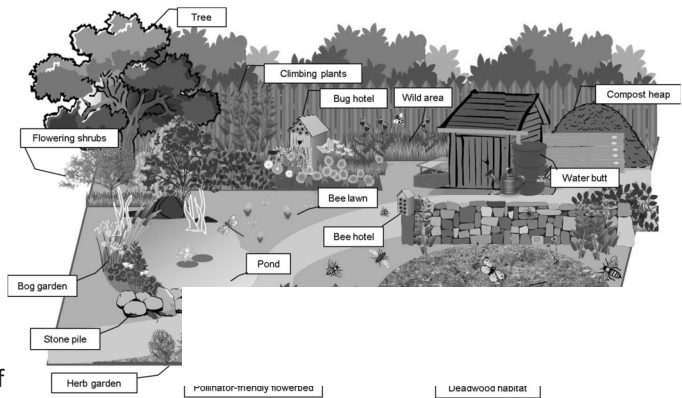 Tree
Climbing plants
Bug hotel
Wild area
Compost heap
Flowering shrubs
Water butt
Bee lawn
Bee hotel
Pond
Bog garden
Stone pile
f
Herb garden
Pollinator-friendly flowerbed
Deadwood habitat